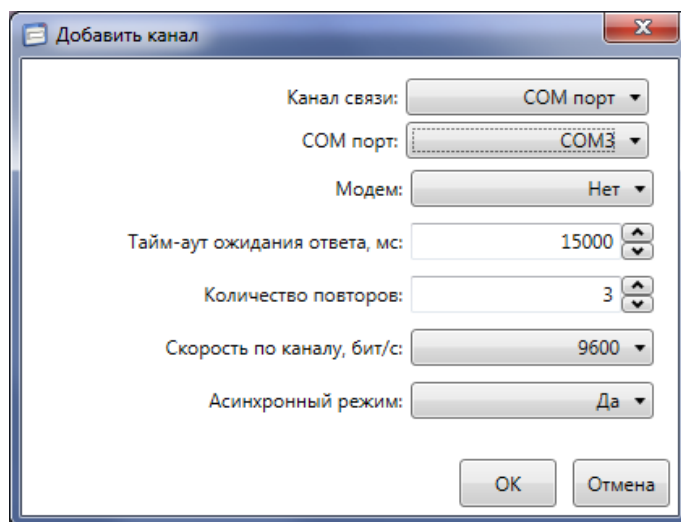 Добавить канал
Канал связи: COM порт
COM порт: COM3
Модем: Нет
Тайм-аут ожидания ответа, мс: 15000
Количество повторов: 3
Скорость по каналу, бит/с: 9600
Асинхронный режим: Да
OK Отмена